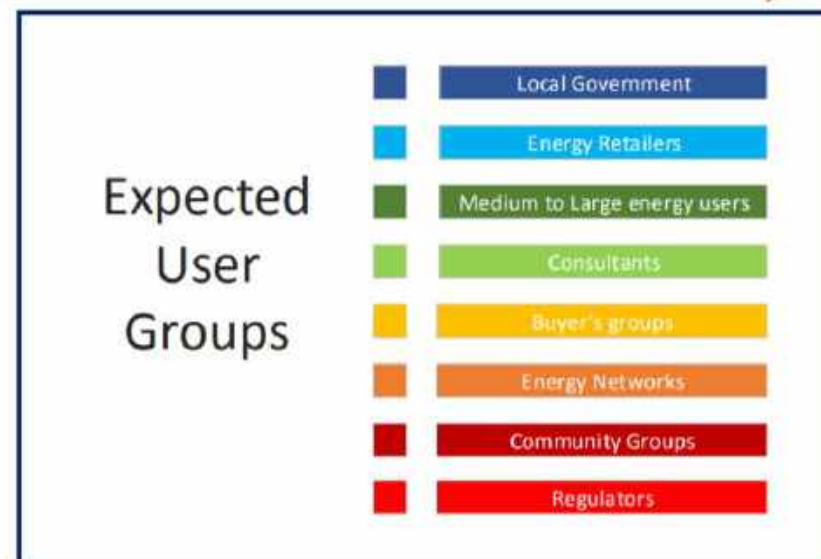 Expected
User
Groups
Local Government
Energy Retailers
Medium to Large energy users
Consultants
Buyer's groups
Energy Networks
Community Groups
Regulators